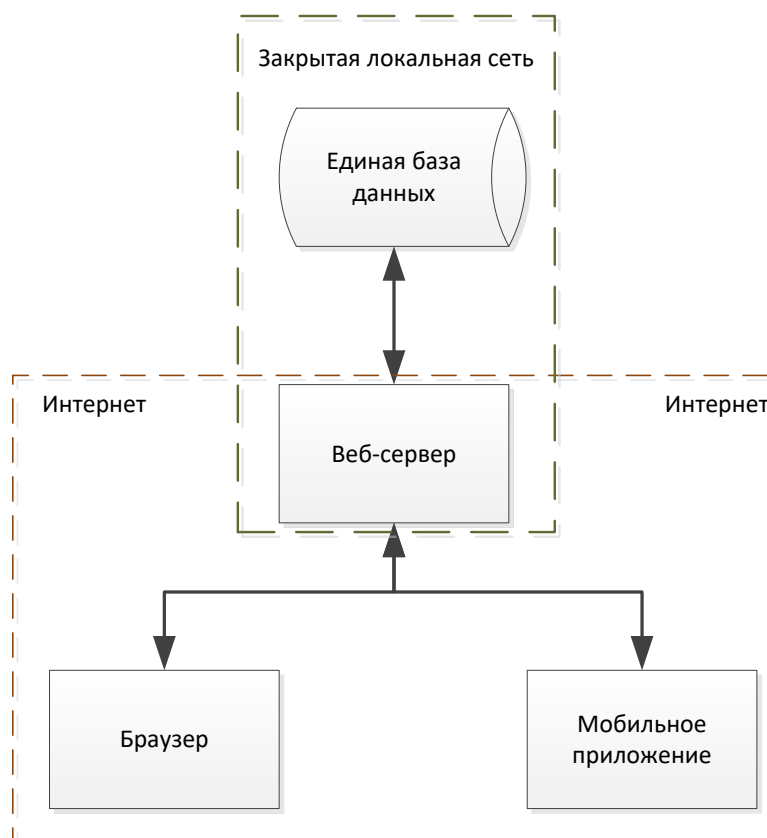 Закрытая локальная сеть
Единая база
данных
Интернет
Интернет
Веб-сервер
Браузер
Мобильное
приложение